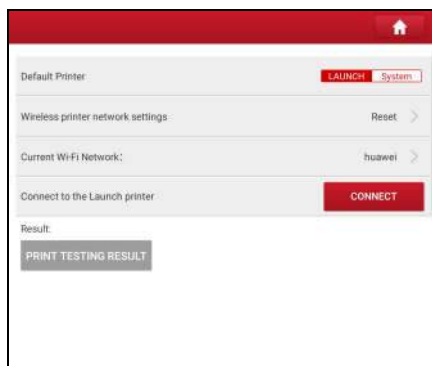 Default Printer LAUNCH System
Wireless printer network settings Reset
Current Wi-Fi Network: huawei
Connect to the Launch printer CONNECT
Result:
PRINT TESTING RESULT